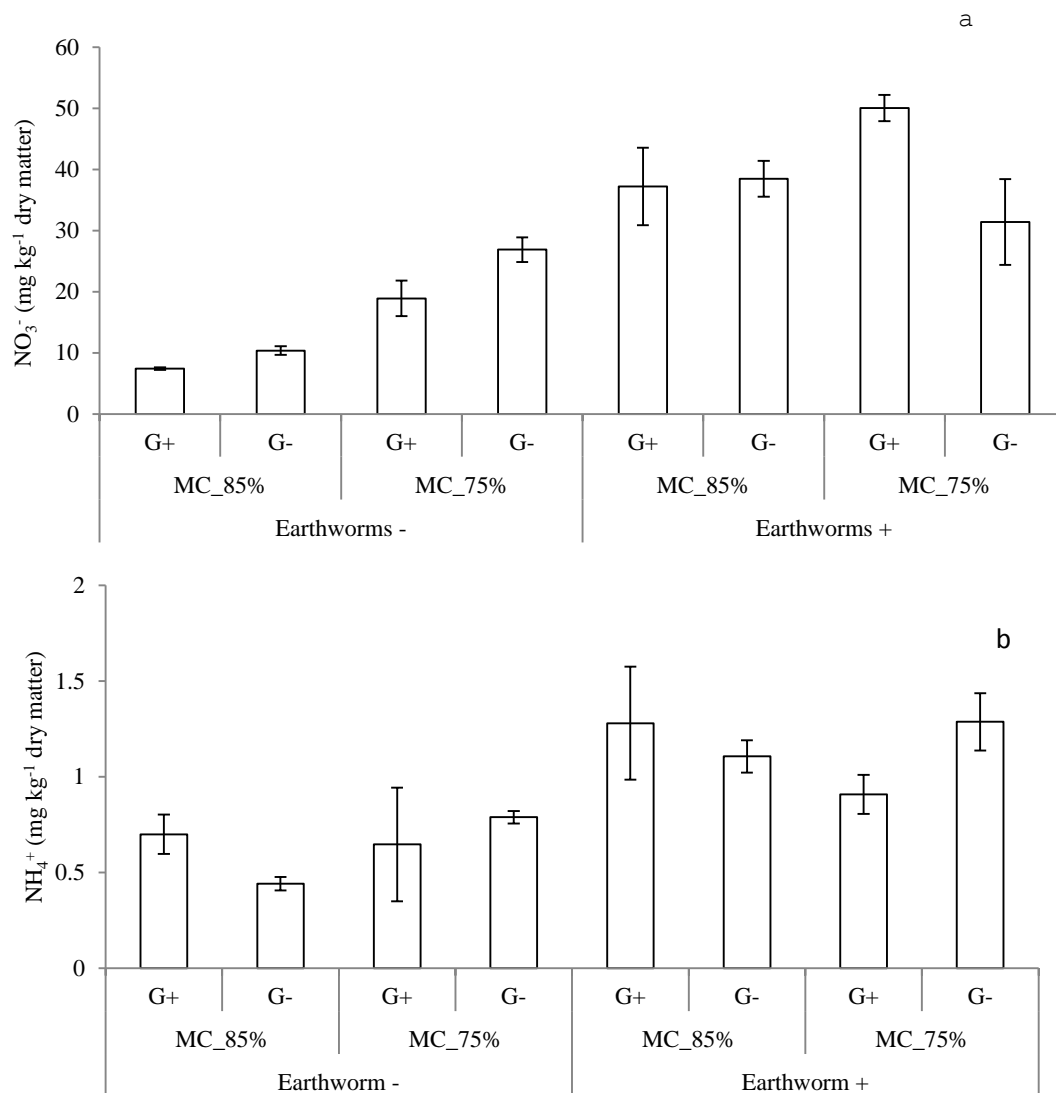 a
60
50
40
30
20
10
0
NO₃⁻ (mg kg⁻¹ dry matter)
G+ G- G+ G- G+ G- G+ G-
MC_85% MC_75% MC_85% MC_75%
Earthworms - Earthworms +
b
2
1.5
1
0.5
0
NH₄⁺ (mg kg⁻¹ dry matter)
G+ G- G+ G- G+ G- G+ G-
MC_85% MC_75% MC_85% MC_75%
Earthworm - Earthworm +